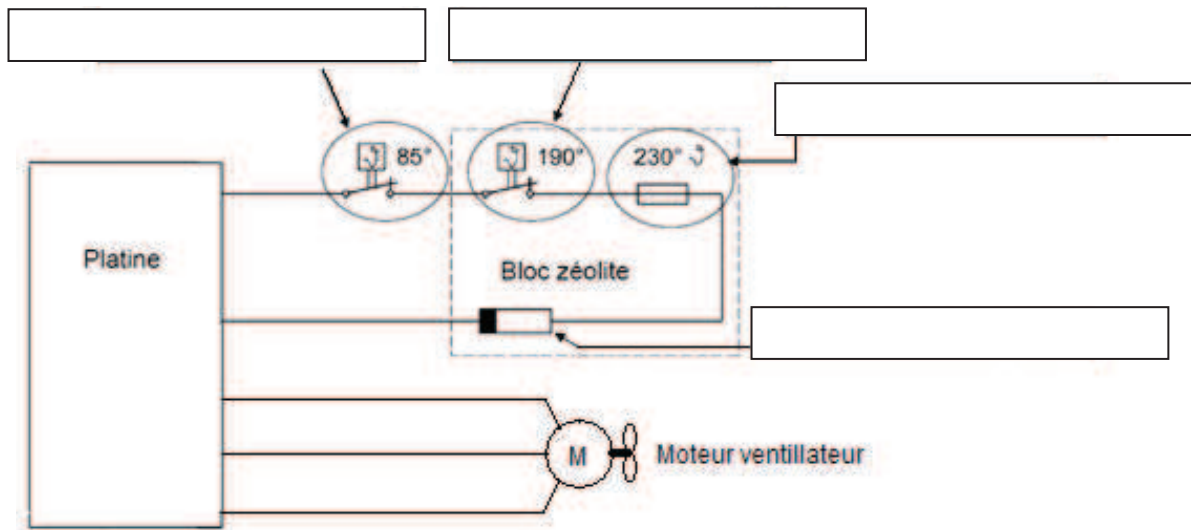 85°
190°
230°
Platine
Bloc zéolite
M
Moteur ventillateur